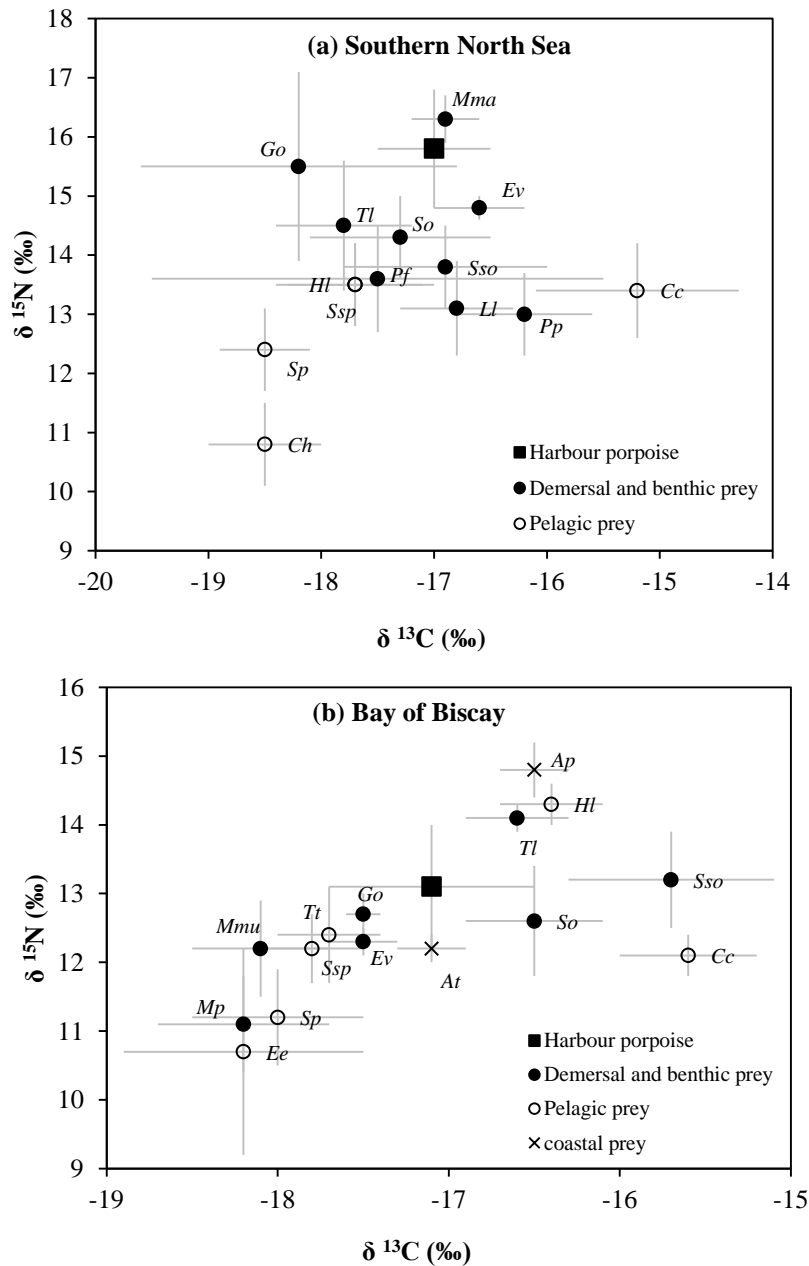 (a) Southern North Sea
18
17
16
15
14
13
12
11
10
9
δ ¹⁵N (‰)
Mma
Go
Ev
Tl
So
Sso
Hl
Pf
Ssp
Ll
Pp
Cc
Sp
Ch
Harbour porpoise
Demersal and benthic prey
Pelagic prey
-20 -19 -18 -17 -16 -15 -14
δ ¹³C (‰)
(b) Bay of Biscay
16
15
14
13
12
11
10
9
δ ¹⁵N (‰)
Ap
Hl
Tl
Sso
Go
Tt
Mmu
So
Ev
Ssp
Cc
At
Mp
Sp
Ee
Harbour porpoise
Demersal and benthic prey
Pelagic prey
coastal prey
-19 -18 -17 -16 -15
δ ¹³C (‰)